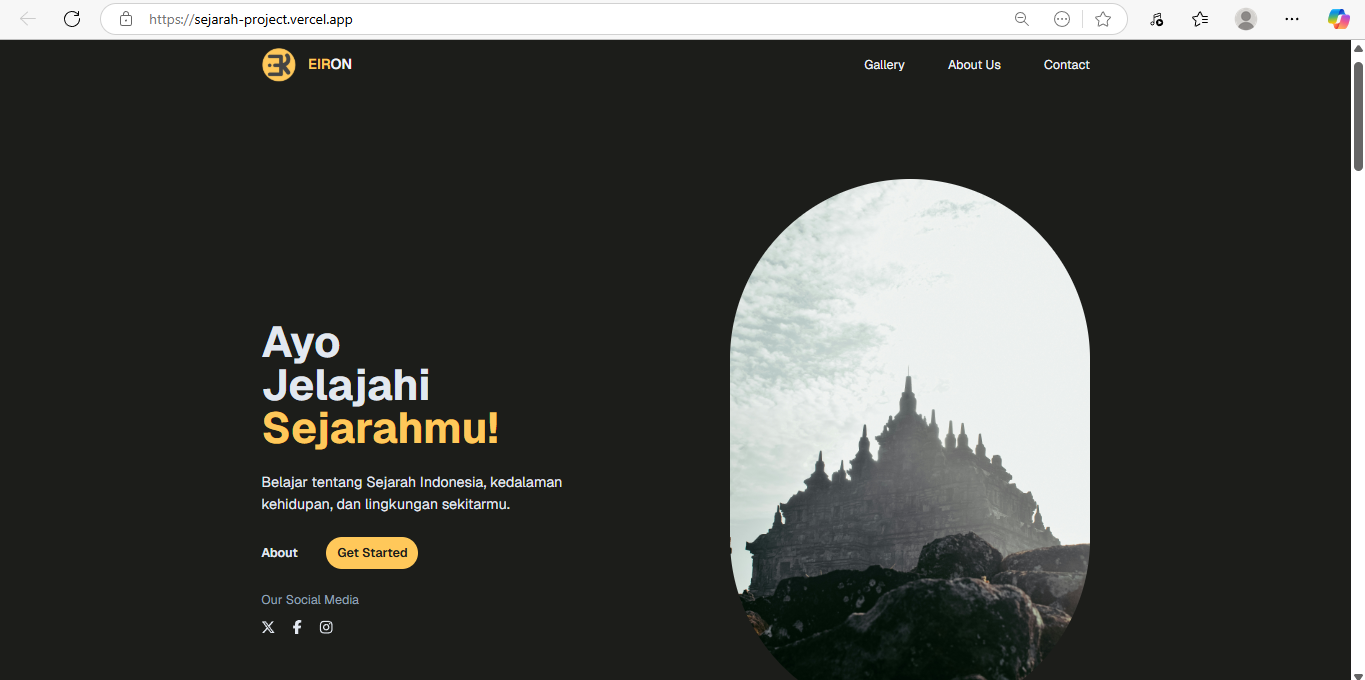 https://sejarah-project.vercel.app
EIRON
Gallery
About Us
Contact
Ayo
Jelajahi
Sejarahmu!
Belajar tentang Sejarah Indonesia, kedalaman
kehidupan, dan lingkungan sekitarmu.
About
Get Started
Our Social Media